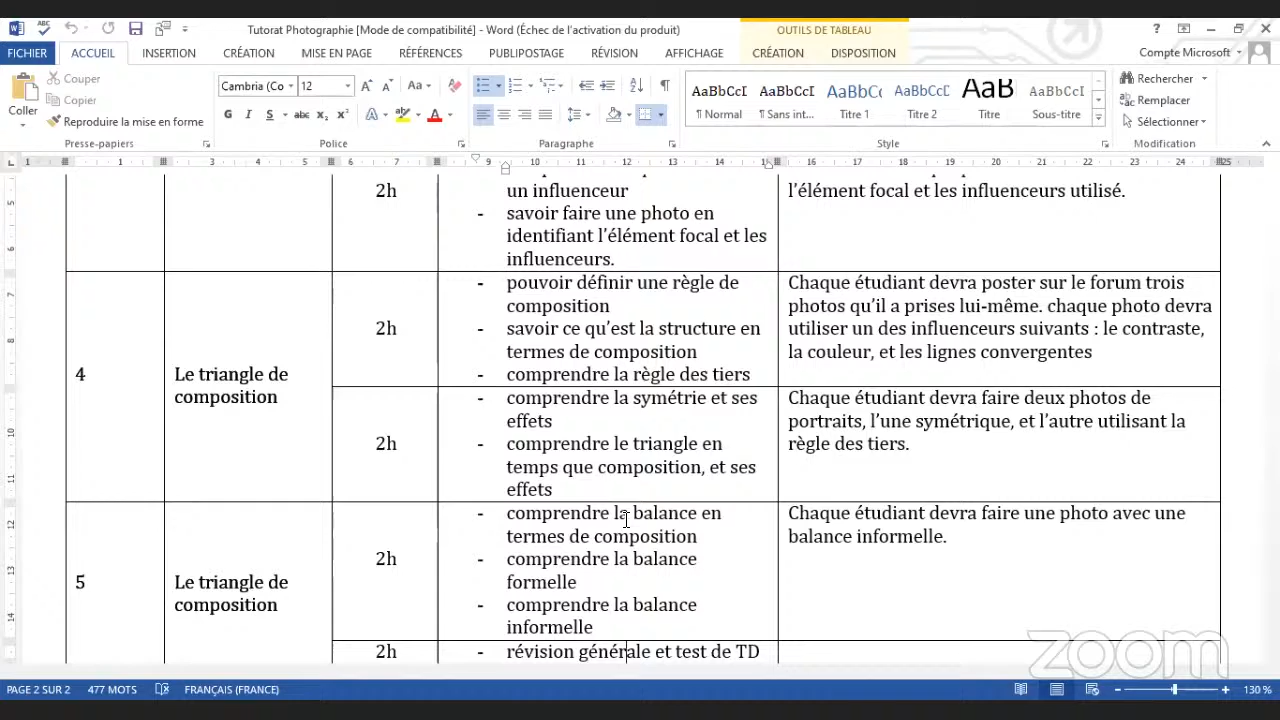 Tutorat Photographie [Mode de compatibilité] - Word (Échec de l'activation du produit)
OUTILS DE TABLEAU
FICHIER ACCUEIL INSERTION CRÉATION MISE EN PAGE RÉFÉRENCES PUBLIPOSTAGE RÉVISION AFFICHAGE CRÉATION DISPOSITION Compte Microsoft
Coller
Couper
Copier
Reproduire la mise en forme
Cambria (Co 12
AaBbCcI AaBbCcI AaBbCc AaBbCcI AaB AaBbCcI
¶ Normal ¶ Sans int... Titre 1 Titre 2 Titre Sous-titre
Rechercher
Remplacer
Sélectionner
Presse-papiers Police Paragraphe Style Modification
2h
un influenceur
- savoir faire une photo en
identifiant l'élément focal et les
influenceurs.
l'élément focal et les influenceurs utilisé.
4
Le triangle de
composition
2h
- pouvoir définir une règle de
composition
- savoir ce qu'est la structure en
termes de composition
- comprendre la règle des tiers
Chaque étudiant devra poster sur le forum trois
photos qu'il a prises lui-même. chaque photo devra
utiliser un des influenceurs suivants : le contraste,
la couleur, et les lignes convergentes
2h
- comprendre la symétrie et ses
effets
- comprendre le triangle en
temps que composition, et ses
effets
Chaque étudiant devra faire deux photos de
portraits, l'une symétrique, et l'autre utilisant la
règle des tiers.
5
Le triangle de
composition
2h
- comprendre la balance en
termes de composition
- comprendre la balance
formelle
- comprendre la balance
informelle
Chaque étudiant devra faire une photo avec une
balance informelle.
2h
- révision générale et test de TD
zoom
PAGE 2 SUR 2 477 MOTS FRANÇAIS (FRANCE) 130 %